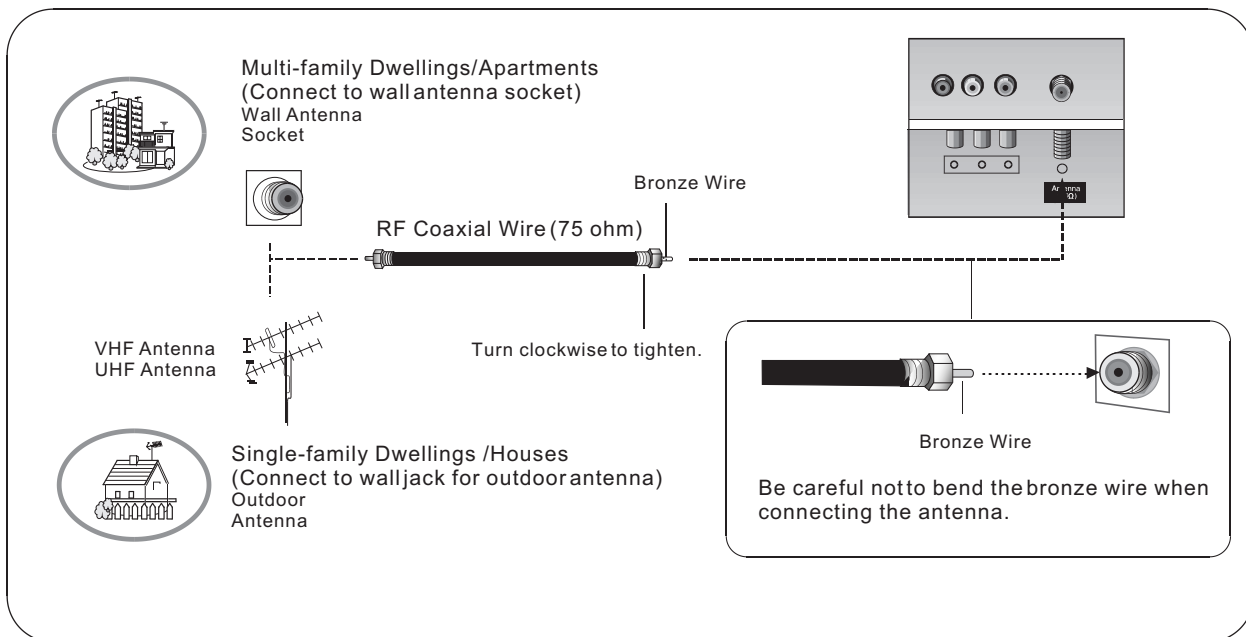 Multi-family Dwellings/Apartments
(Connect to wall antenna socket)
Wall Antenna
Socket
Bronze Wire
RF Coaxial Wire (75 ohm)
Antenna
Ω)
VHF Antenna
UHF Antenna
Turn clockwise to tighten.
Bronze Wire
Be careful not to bend the bronze wire when
connecting the antenna.
Single-family Dwellings /Houses
(Connect to wall jack for outdoor antenna)
Outdoor
Antenna